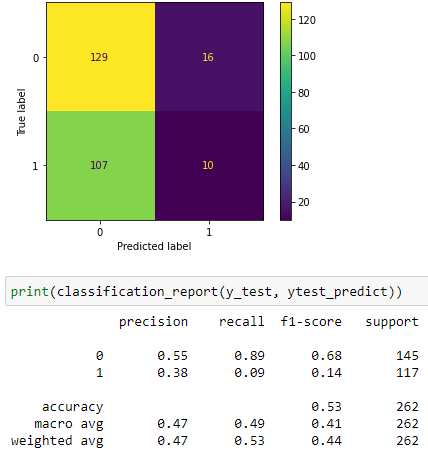 120
0 129 16
100
80
True label
60
1 107 10
40
20
0 1
Predicted label
print(classification_report(y_test, ytest_predict))
precision recall f1-score support
0 0.55 0.89 0.68 145
1 0.38 0.09 0.14 117
accuracy 0.53 262
macro avg 0.47 0.49 0.41 262
weighted avg 0.47 0.53 0.44 262